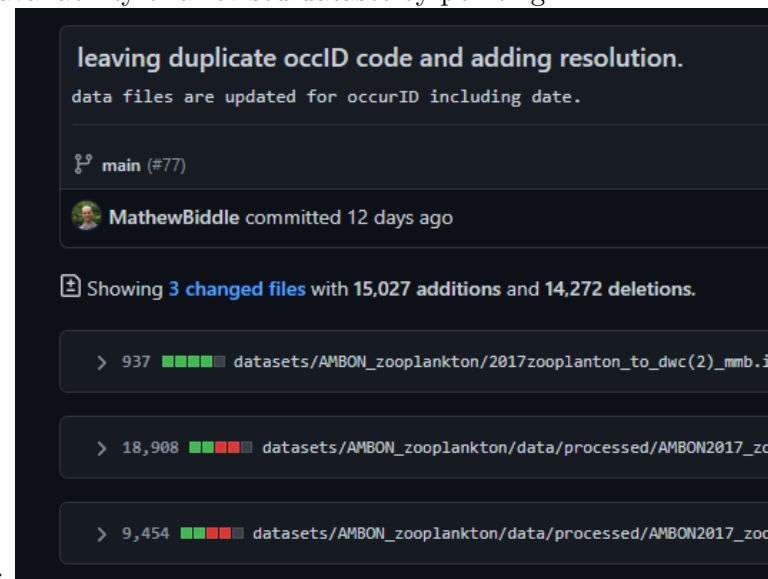 leaving duplicate occID code and adding resolution.
data files are updated for occurID including date.
main (#77)
MathewBiddle committed 12 days ago
Showing 3 changed files with 15,027 additions and 14,272 deletions.
937 datasets/AMBON_zooplankton/2017zooplanton_to_dwc(2)_mmb.i
18,908 datasets/AMBON_zooplankton/data/processed/AMBON2017_zo
9,454 datasets/AMBON_zooplankton/data/processed/AMBON2017_zoo